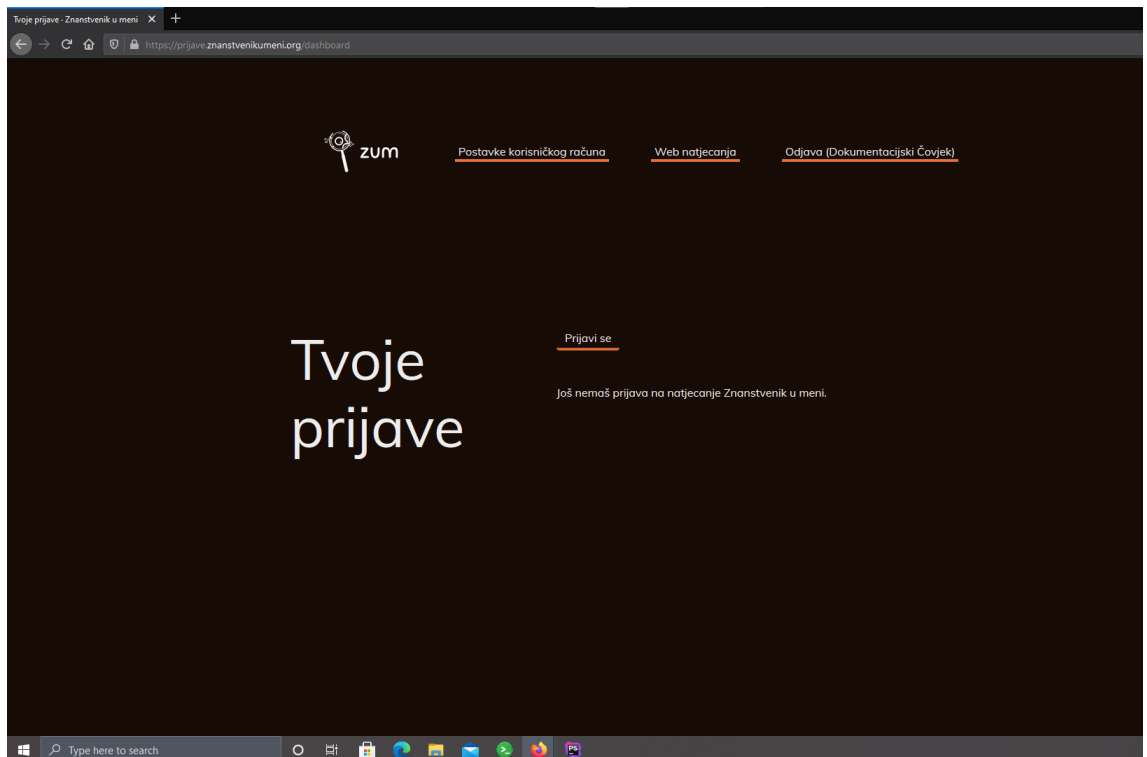 Tvoje prijave - Znanstvenik u meni
https://prijave.znanstvenikumeni.org/dashboard
zum
Postavke korisničkog računa
Web natjecanja
Odjava (Dokumentacijski Čovjek)
Tvoje
prijave
Prijavi se
Još nemaš prijava na natjecanje Znanstvenik u meni.
Type here to search
PS